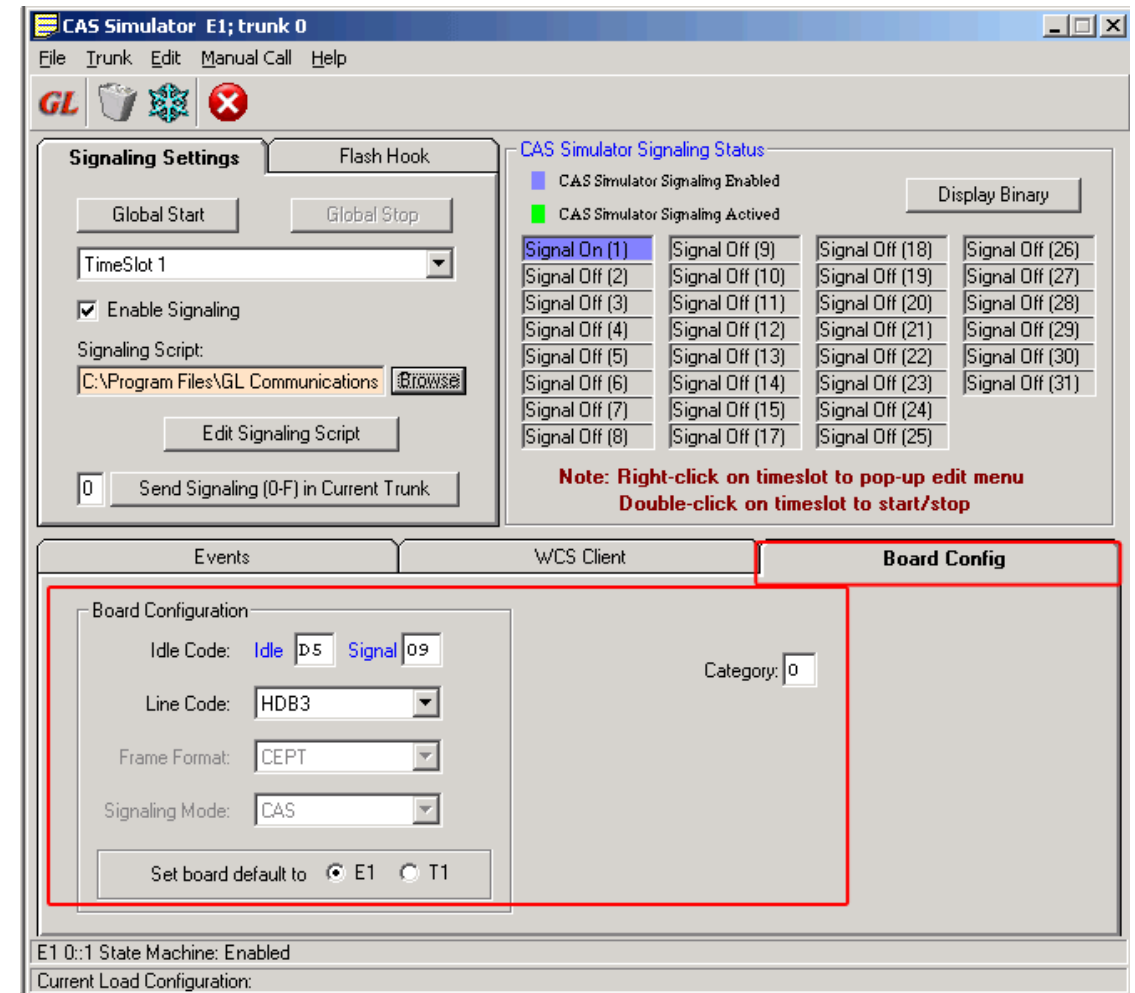 CAS Simulator E1; trunk 0
File Trunk Edit Manual Call Help
GL
Signaling Settings
Flash Hook
Global Start
Global Stop
TimeSlot 1
Enable Signaling
Signaling Script:
C:\Program Files\GL Communications
Browse
Edit Signaling Script
0
Send Signaling (0-F) in Current Trunk
CAS Simulator Signaling Status
CAS Simulator Signaling Enabled
CAS Simulator Signaling Actived
Display Binary
Signal On (1) Signal Off (9) Signal Off (18) Signal Off (26)
Signal Off (2) Signal Off (10) Signal Off (19) Signal Off (27)
Signal Off (3) Signal Off (11) Signal Off (20) Signal Off (28)
Signal Off (4) Signal Off (12) Signal Off (21) Signal Off (29)
Signal Off (5) Signal Off (13) Signal Off (22) Signal Off (30)
Signal Off (6) Signal Off (14) Signal Off (23) Signal Off (31)
Signal Off (7) Signal Off (15) Signal Off (24)
Signal Off (8) Signal Off (17) Signal Off (25)
Note: Right-click on timeslot to pop-up edit menu
Double-click on timeslot to start/stop
Events
WCS Client
Board Config
Board Configuration
Idle Code: Idle D5 Signal 09
Category: 0
Line Code: HDB3
Frame Format: CEPT
Signaling Mode: CAS
Set board default to E1 T1
E1 0::1 State Machine: Enabled
Current Load Configuration: